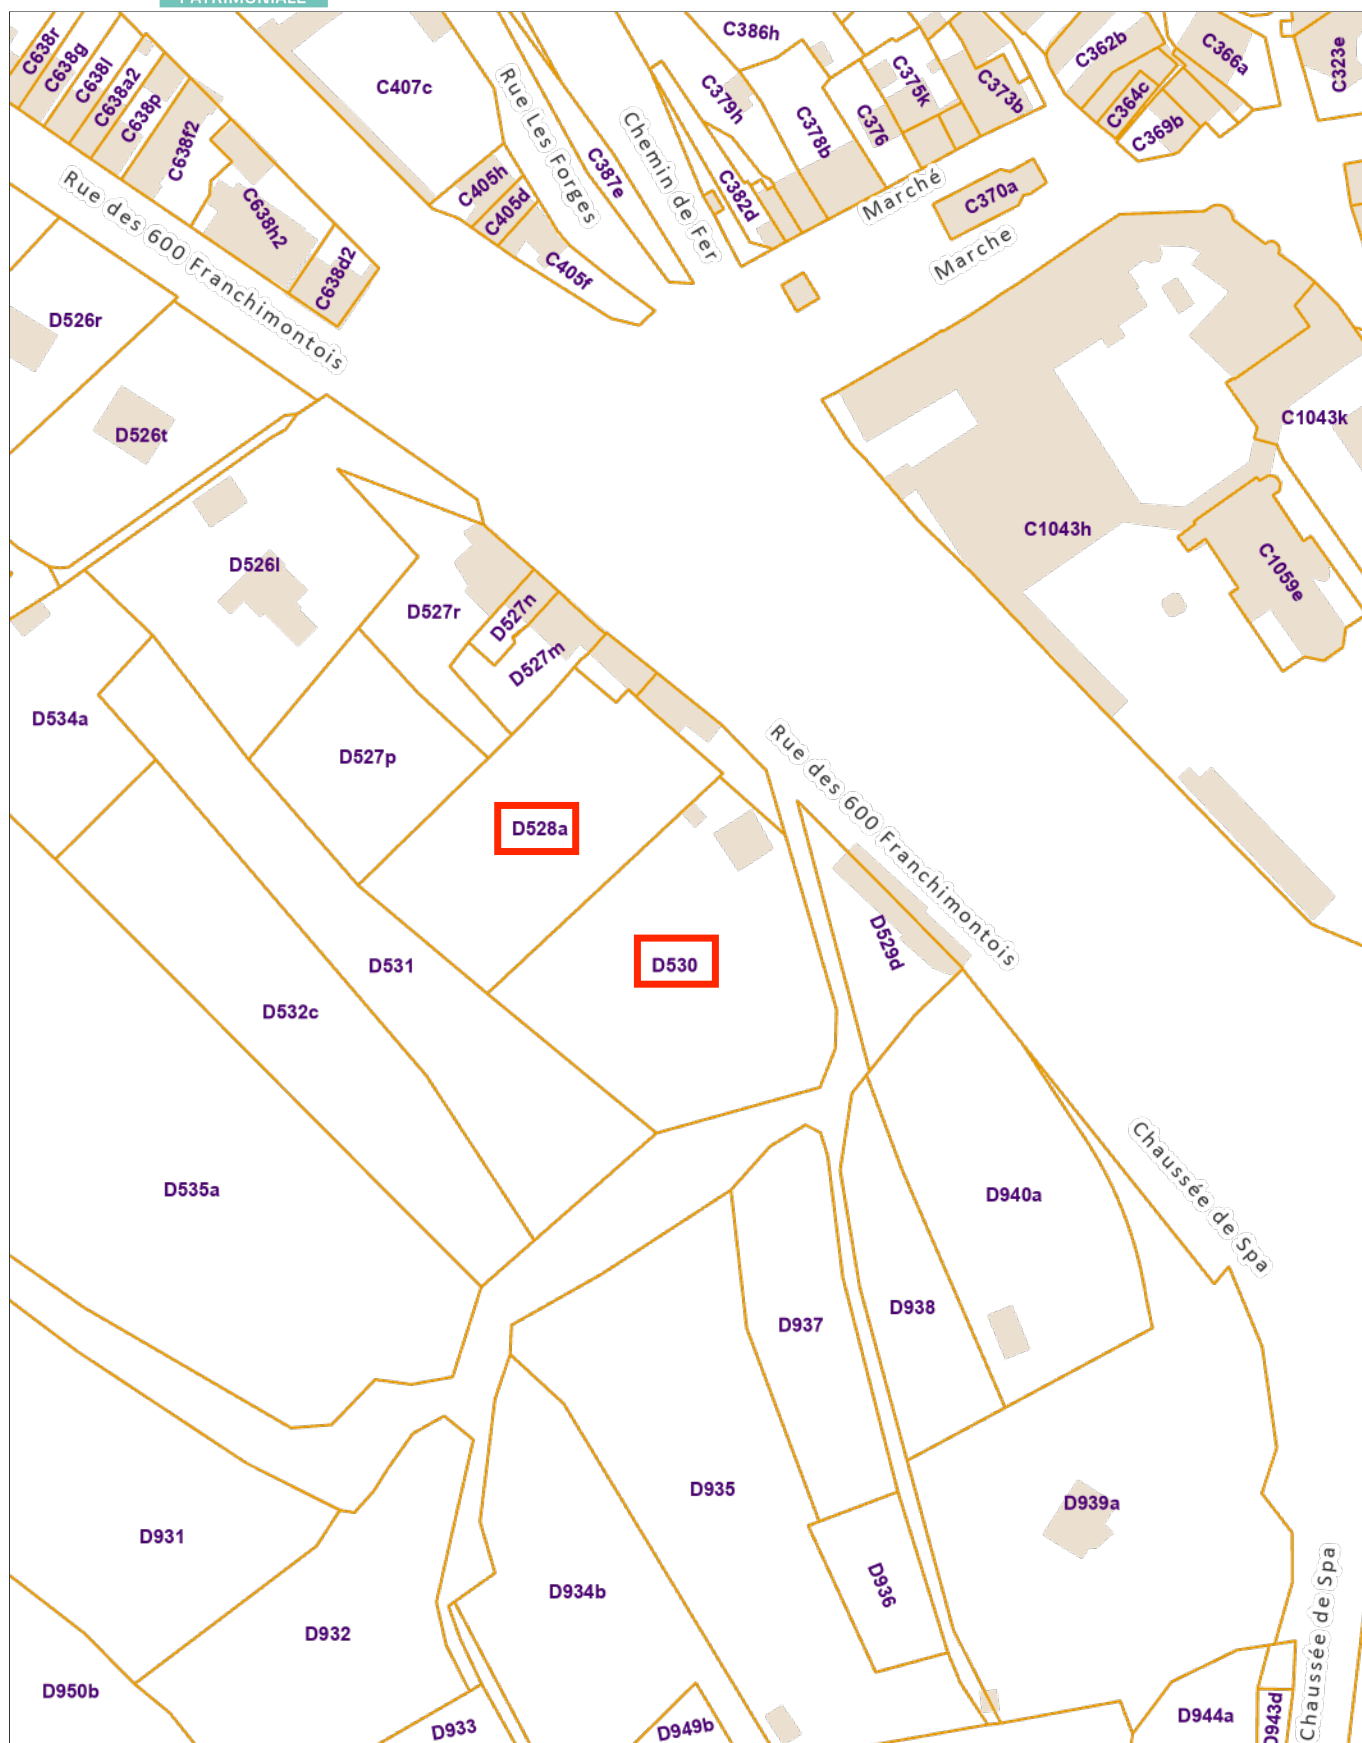 PATRIMONIALE
C638r
C638g
C638l
C638a2
C638p
C638f2
C638h2
C638d2
C407c
C386h
C379h
C378b
C376
C375k
C373b
C362b
C364c
C366a
C369b
C323e
Rue Les Forges
Chemin de Fer
C387e
C382d
C405h
C405d
C405f
Marché
C370a
Marche
Rue des 600 Franchimontois
D526r
D526t
C1043k
C1043h
C1059e
D526l
D527r
D527n
D527m
D534a
D527p
D528a
Rue des 600 Franchimontois
D530
D529d
D531
D532c
D535a
D940a
Chaussée de Spa
D937
D938
D935
D939a
D931
D934b
D936
D932
Chaussée de Spa
D950b
D933
D949b
D944a
D943d